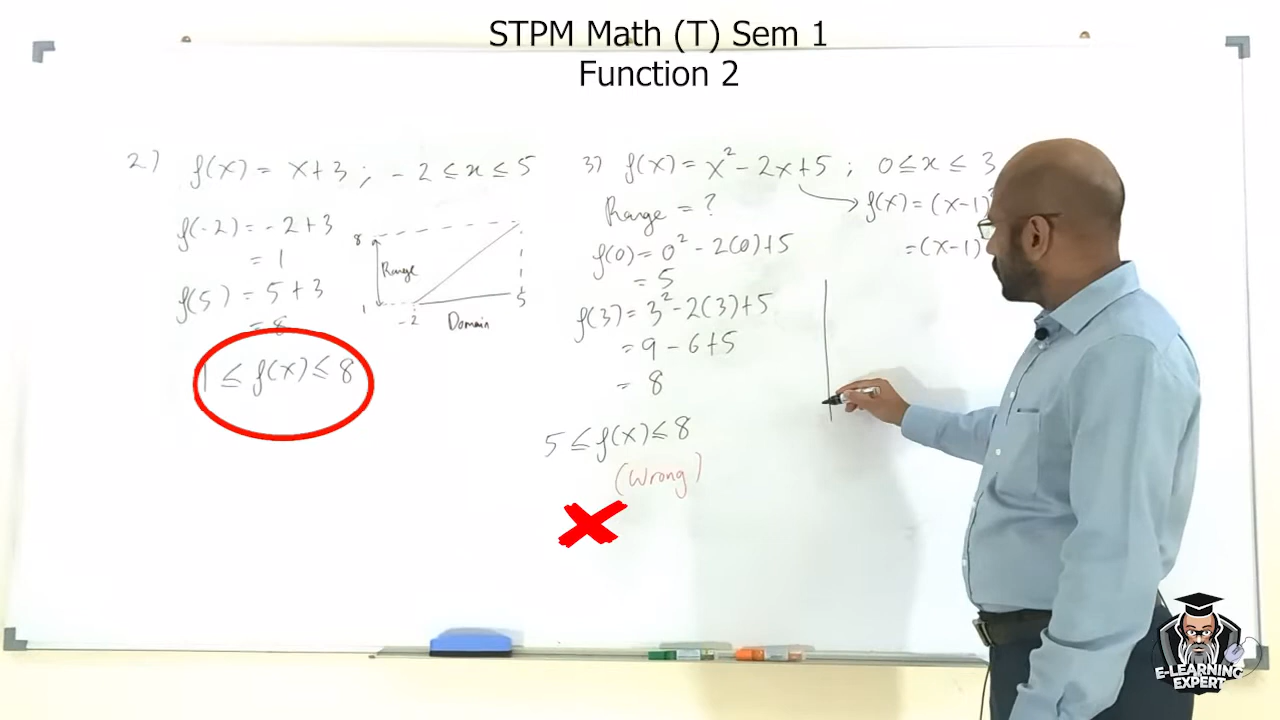 STPM Math (T) Sem 1
Function 2
2) f(x) = x+3 ; -2 ≤ x ≤ 5
f(-2) = -2+3
= 1
f(5) = 5+3
= 8
1 ≤ f(x) ≤ 8
8
Range
1
-2
5
Domain
3) f(x) = x² - 2x+5 ; 0 ≤ x ≤ 3
Range = ?
f(0) = 0² - 2(0)+5
= 5
f(3) = 3² - 2(3)+5
= 9 - 6+5
= 8
5 ≤ f(x) ≤ 8
(Wrong)
f(x) = (x-1)²
= (x-1)
E-LEARNING
EXPERT